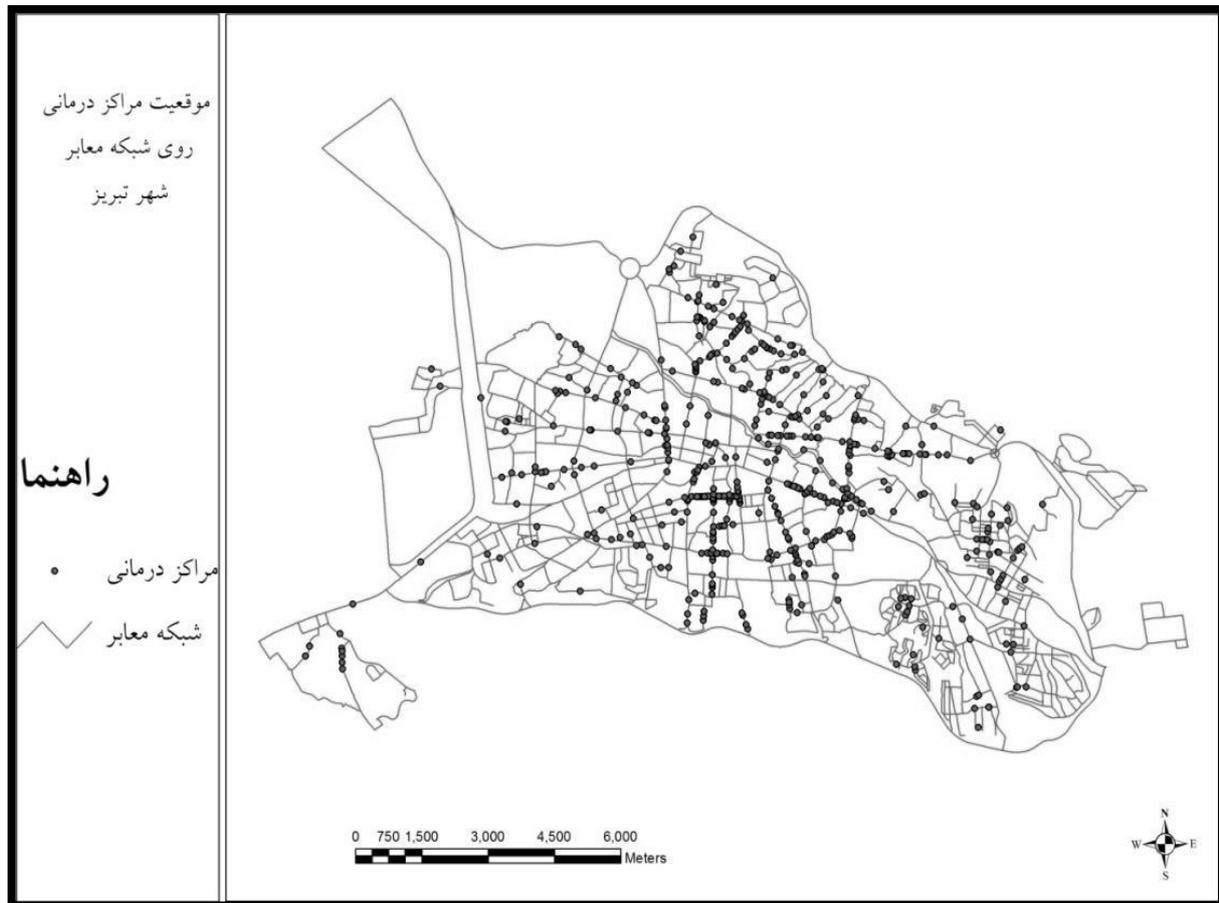 موقعیت مراکز درمانی
روی شبکه معابر
شهر تبریز
راهنما
مراکز درمانی
شبکه معابر
0 750 1,500 3,000 4,500 6,000
Meters
N
W E
S